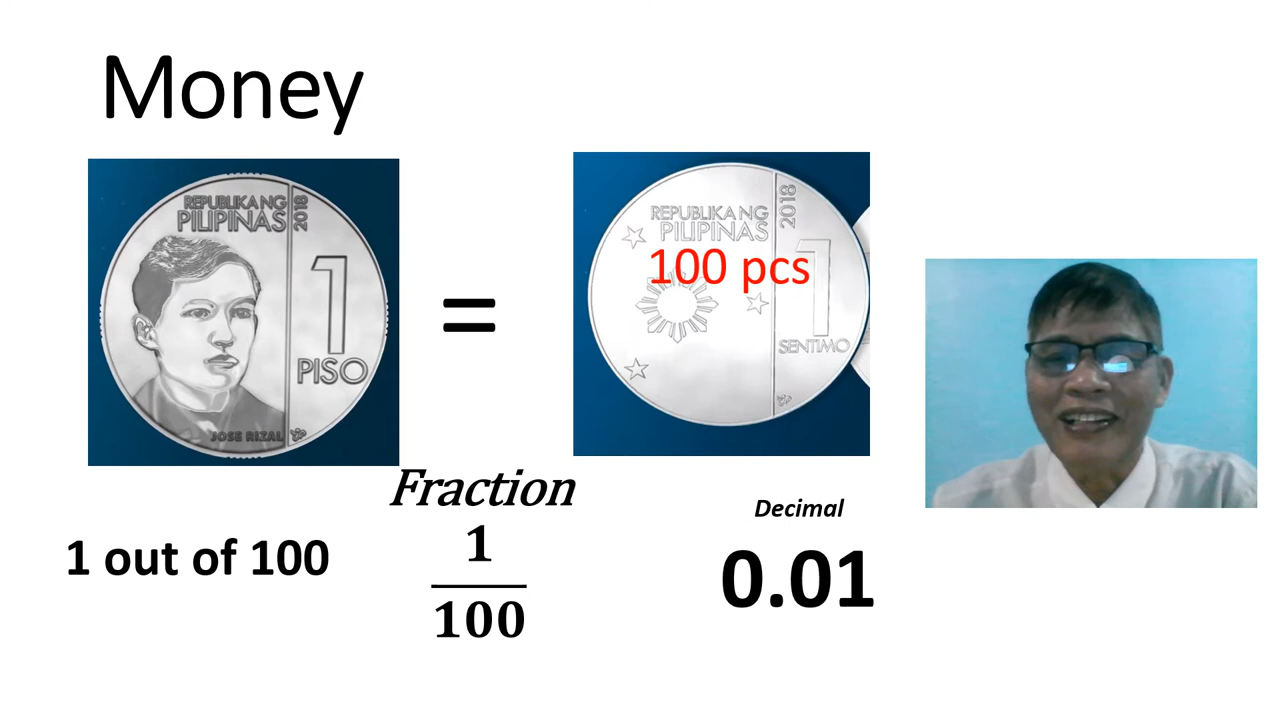 Money
REPUBLIKA NG
PILIPINAS
2018
1
PISO
JOSE RIZAL
=
REPUBLIKA NG
PILIPINAS
2018
100 pcs
1
SENTIMO
Fraction
1 out of 100
1
100
Decimal
0.01